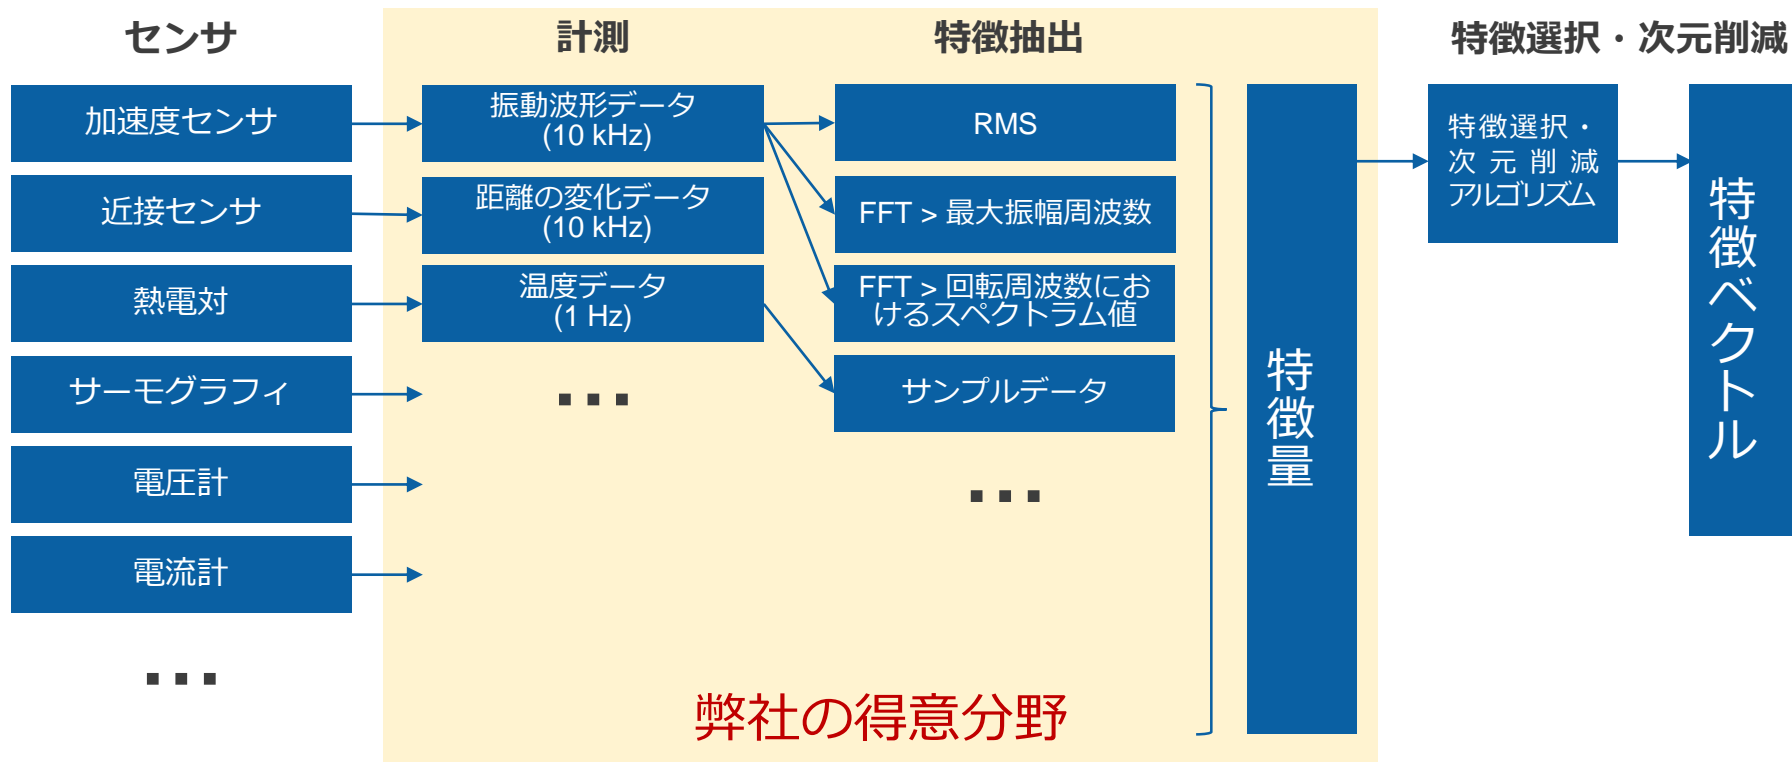 センサ
計測
特徴抽出
特徴選択・次元削減
加速度センサ
近接センサ
熱電対
サーモグラフィ
電圧計
電流計
...
振動波形データ
(10 kHz)
距離の変化データ
(10 kHz)
温度データ
(1 Hz)
...
RMS
FFT > 最大振幅周波数
FFT > 回転周波数にお
けるスペクトラム値
サンプルデータ
...
特徴量
特徴選択・
次元削減
アルゴリズム
特徴ベクトル
弊社の得意分野